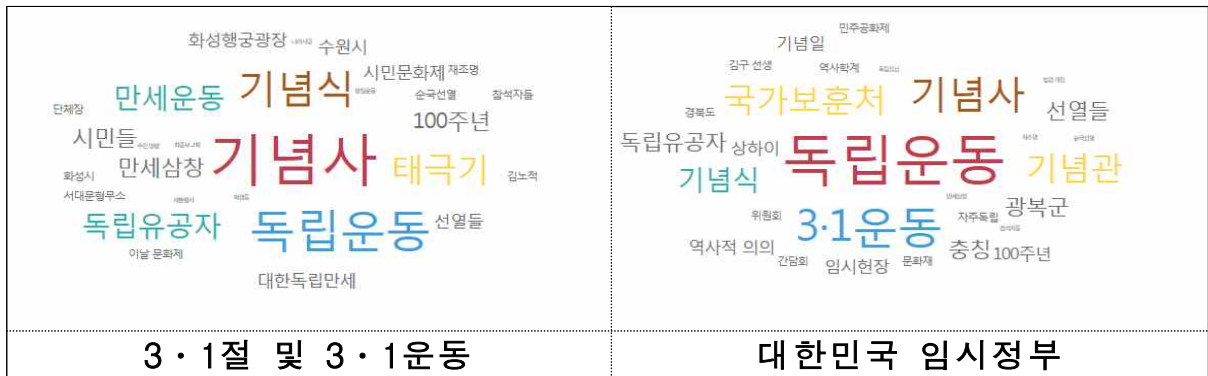 화성행궁광장 수원시
시민문화제 재조명
만세운동 기념식 순국선열 참석자들
단체장 100주년
시민들
만세삼창 기념사 태극기
화성시 김노적
서대문형무소
독립유공자 독립운동 선열들
이날 문화제
대한독립만세
3·1절 및 3·1운동
민주공화제
기념일
김구 선생 역사학계
국가보훈처 기념사
경북도 선열들
독립유공자 상하이 독립운동
기념식 기념관
위원회 3·1운동 자주독립 광복군
역사적 의의 충칭 100주년
간담회 임시헌장 문화재
대한민국 임시정부